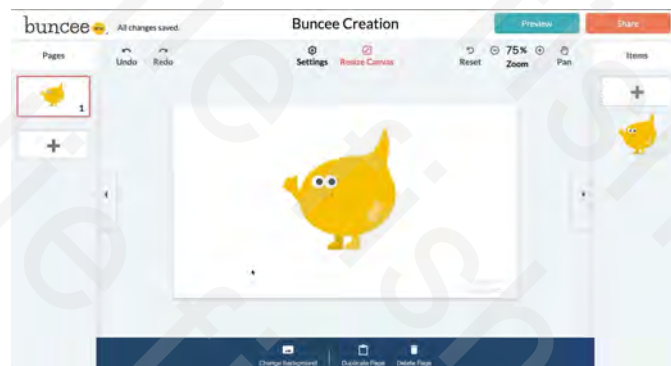 buncee
All changes saved.
Buncee Creation
Preview
Share
Pages
Undo
Redo
Settings
Resize Canvas
Reset
75%
Zoom
Pan
Items
1
Change background
Duplicate Page
Delete Page